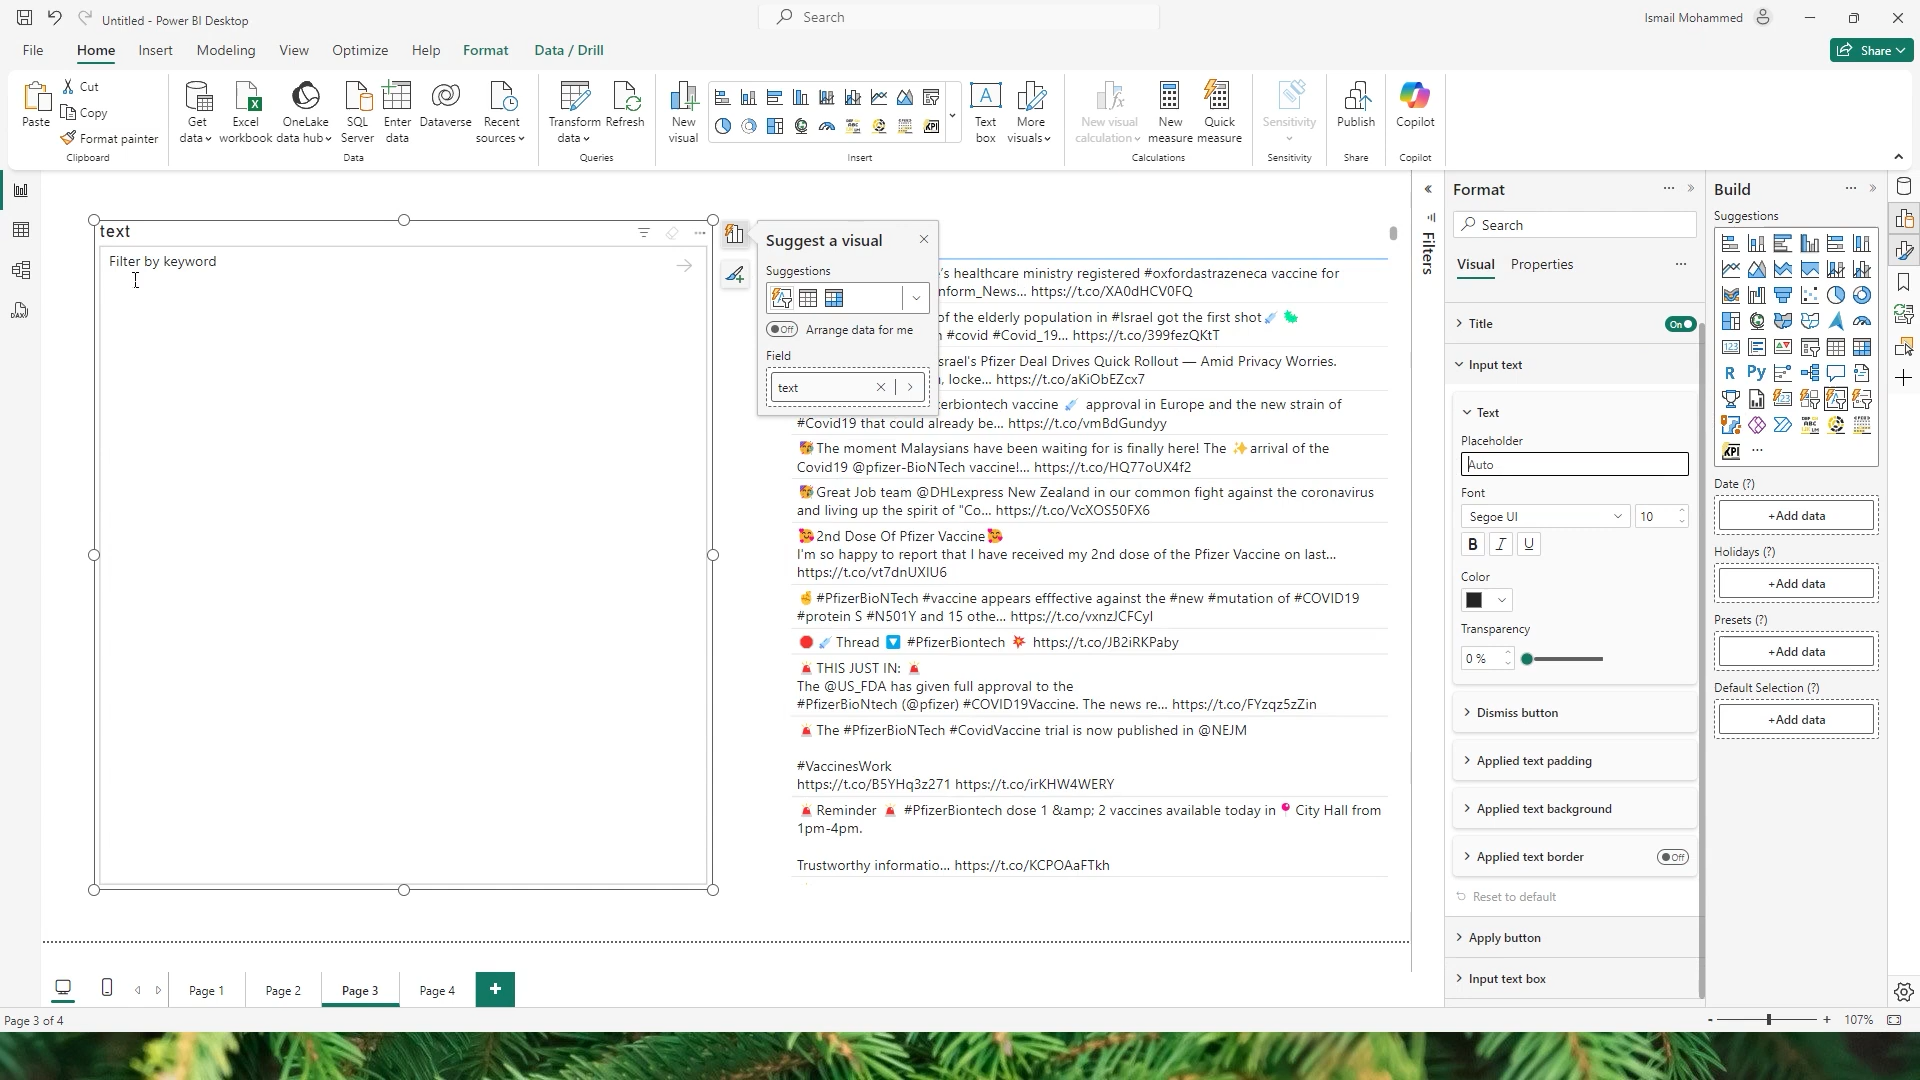 Untitled - Power BI Desktop
Search
Ismail Mohammed
File
Home
Insert
Modeling
View
Optimize
Help
Format
Data / Drill
Share
Paste
Cut
Copy
Format painter
Clipboard
Get data
Excel workbook
OneLake data hub
SQL Server
Enter data
Dataverse
Recent sources
Data
Transform data
Refresh
Queries
New visual
Text box
More visuals
Insert
New visual calculation
New measure
Quick measure
Calculations
Sensitivity
Sensitivity
Publish
Share
Copilot
Copilot
text
Filter by keyword
Suggest a visual
Suggestions
Off
Arrange data for me
Field
text
's healthcare ministry registered #oxfordastrazeneca vaccine for
nform_News... https://t.co/XA0dHCV0FQ
of the elderly population in #Israel got the first shot
#covid #Covid_19... https://t.co/399fezQKtT
srael's Pfizer Deal Drives Quick Rollout — Amid Privacy Worries.
, locke... https://t.co/aKiObEZcx7
erbiontech vaccine 💉 approval in Europe and the new strain of
#Covid19 that could already be... https://t.co/vmBdGundyy
The moment Malaysians have been waiting for is finally here! The ✨arrival of the
Covid19 @pfizer-BioNTech vaccine!... https://t.co/HQ77oUX4f2
Great Job team @DHLexpress New Zealand in our common fight against the coronavirus
and living up the spirit of "Co... https://t.co/VcXOS50FX6
🥰2nd Dose Of Pfizer Vaccine🥰
I'm so happy to report that I have received my 2nd dose of the Pfizer Vaccine on last...
https://t.co/vt7dnUXIU6
#PfizerBioNTech #vaccine appears efffective against the #new #mutation of #COVID19
#protein S #N501Y and 15 othe... https://t.co/vxnzJCFCyl
🛑 💉Thread 🔽 #PfizerBiontech 💥 https://t.co/JB2iRKPaby
🚨THIS JUST IN: 🚨
The @US_FDA has given full approval to the
#PfizerBioNtech (@pfizer) #COVID19Vaccine. The news re... https://t.co/FYzqz5zZin
🚨The #PfizerBioNTech #CovidVaccine trial is now published in @NEJM
#VaccinesWork
https://t.co/B5YHq3z271 https://t.co/irKHW4WERY
🚨Reminder 🚨 #PfizerBiontech dose 1 &amp; 2 vaccines available today in 📍City Hall from
1pm-4pm.
Trustworthy informatio... https://t.co/KCPOAaFTkh
Filters
Format
Search
Visual
Properties
Title
On
Input text
Text
Placeholder
Auto
Font
Segoe UI
10
B
I
U
Color
Transparency
0 %
Dismiss button
Applied text padding
Applied text background
Applied text border
Off
Reset to default
Apply button
Input text box
Build
Suggestions
R
Py
KPI
Date (?)
+Add data
Holidays (?)
+Add data
Presets (?)
+Add data
Default Selection (?)
+Add data
Page 1
Page 2
Page 3
Page 4
Page 3 of 4
107%